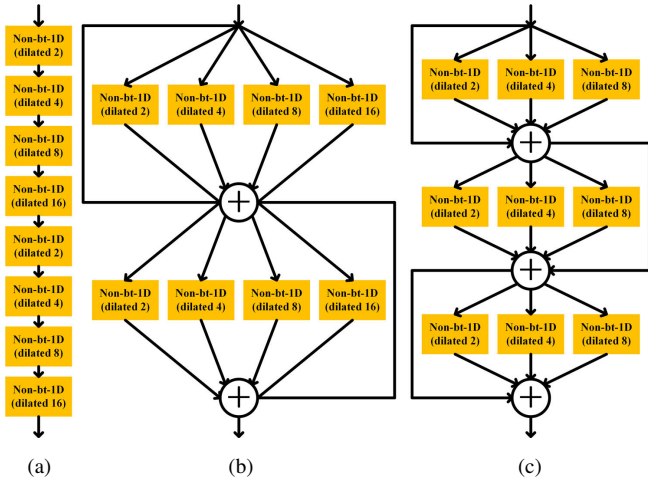 Non-bt-1D
(dilated 2)
Non-bt-1D
(dilated 4)
Non-bt-1D
(dilated 8)
Non-bt-1D
(dilated 16)
Non-bt-1D
(dilated 2)
Non-bt-1D
(dilated 4)
Non-bt-1D
(dilated 8)
Non-bt-1D
(dilated 16)
(a)
Non-bt-1D
(dilated 2)
Non-bt-1D
(dilated 4)
Non-bt-1D
(dilated 8)
Non-bt-1D
(dilated 16)
+
Non-bt-1D
(dilated 2)
Non-bt-1D
(dilated 4)
Non-bt-1D
(dilated 8)
Non-bt-1D
(dilated 16)
+
(b)
Non-bt-1D
(dilated 2)
Non-bt-1D
(dilated 4)
Non-bt-1D
(dilated 8)
+
Non-bt-1D
(dilated 2)
Non-bt-1D
(dilated 4)
Non-bt-1D
(dilated 8)
+
Non-bt-1D
(dilated 2)
Non-bt-1D
(dilated 4)
Non-bt-1D
(dilated 8)
+
(c)